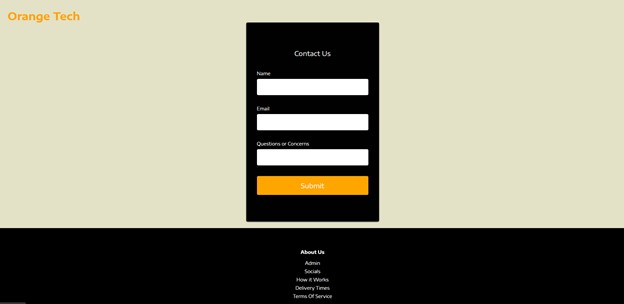 Orange Tech
Contact Us
Name
Email
Questions or Concerns
Submit
About Us
Admin
Socials
How it Works
Delivery Times
Terms Of Service